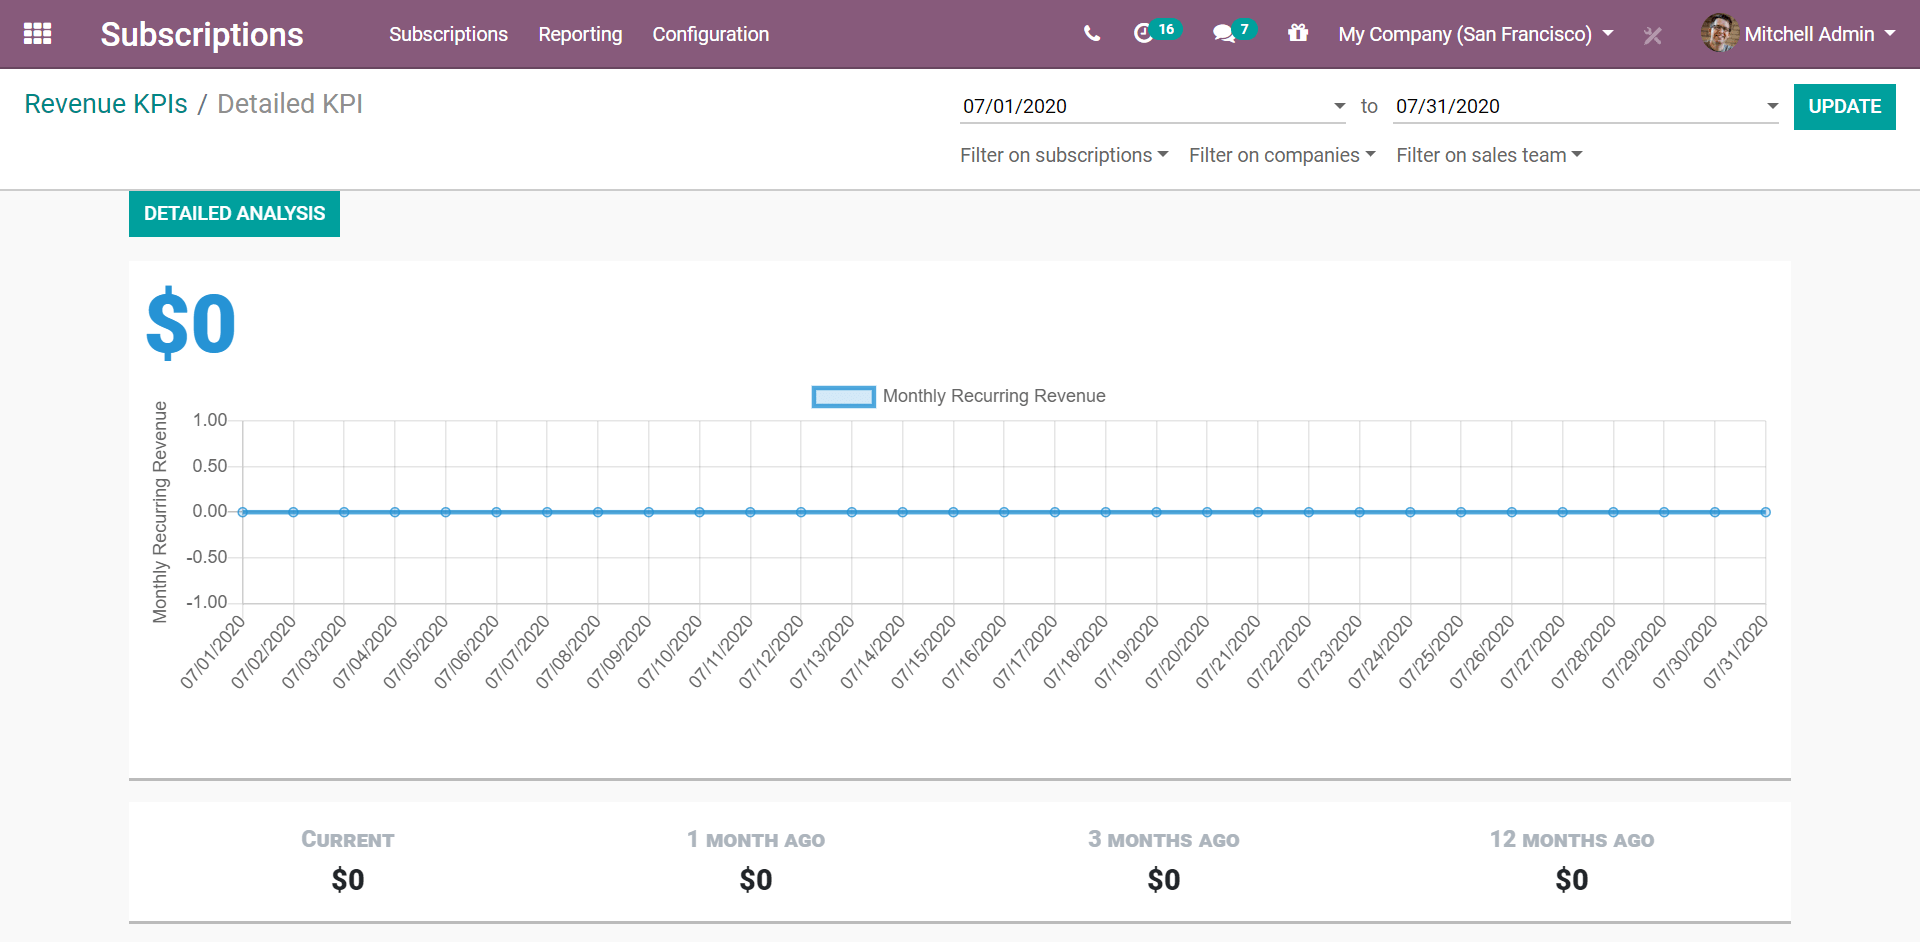 Subscriptions Subscriptions Reporting Configuration 16 7 My Company (San Francisco) Mitchell Admin
Revenue KPIs / Detailed KPI
07/01/2020 to 07/31/2020 UPDATE
Filter on subscriptions Filter on companies Filter on sales team
DETAILED ANALYSIS
$0
Monthly Recurring Revenue
Monthly Recurring Revenue
1.00
0.50
0.00
-0.50
-1.00
07/01/2020 07/02/2020 07/03/2020 07/04/2020 07/05/2020 07/06/2020 07/07/2020 07/08/2020 07/09/2020 07/10/2020 07/11/2020 07/12/2020 07/13/2020 07/14/2020 07/15/2020 07/16/2020 07/17/2020 07/18/2020 07/19/2020 07/20/2020 07/21/2020 07/22/2020 07/23/2020 07/24/2020 07/25/2020 07/26/2020 07/27/2020 07/28/2020 07/29/2020 07/30/2020 07/31/2020
CURRENT 1 MONTH AGO 3 MONTHS AGO 12 MONTHS AGO
$0 $0 $0 $0